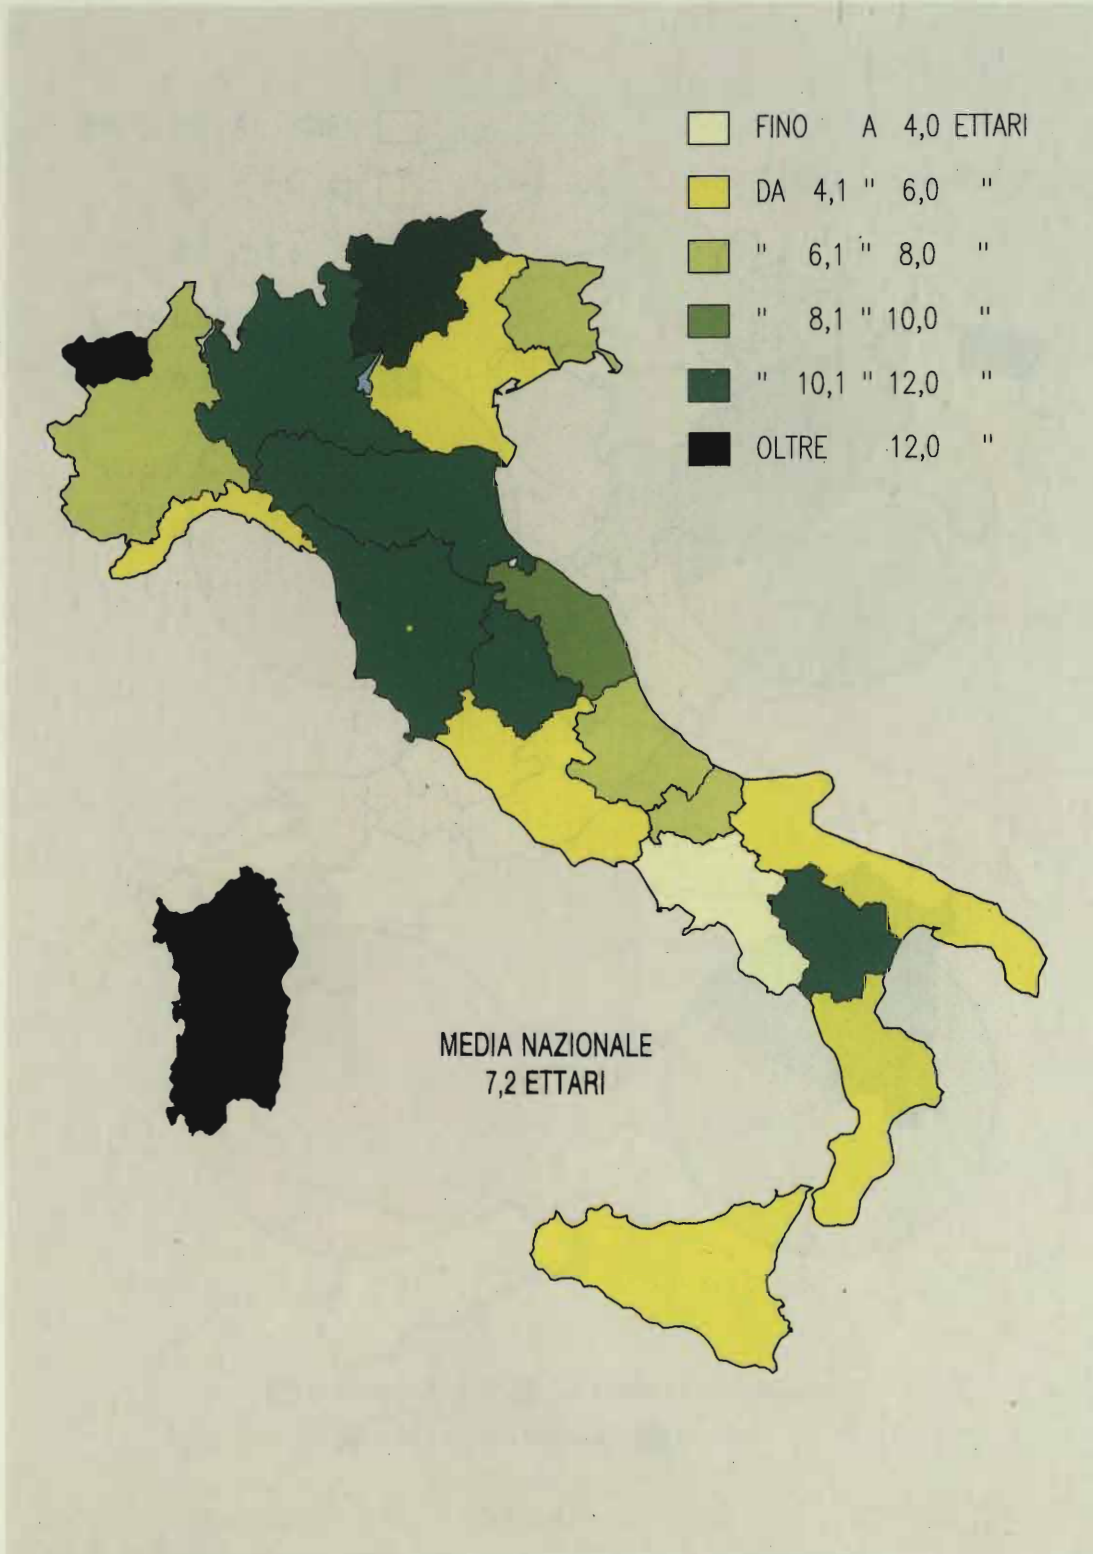 FINO A 4,0 ETTARI
DA 4,1 " 6,0 "
" 6,1 " 8,0 "
" 8,1 " 10,0 "
" 10,1 " 12,0 "
OLTRE 12,0 "
MEDIA NAZIONALE
7,2 ETTARI